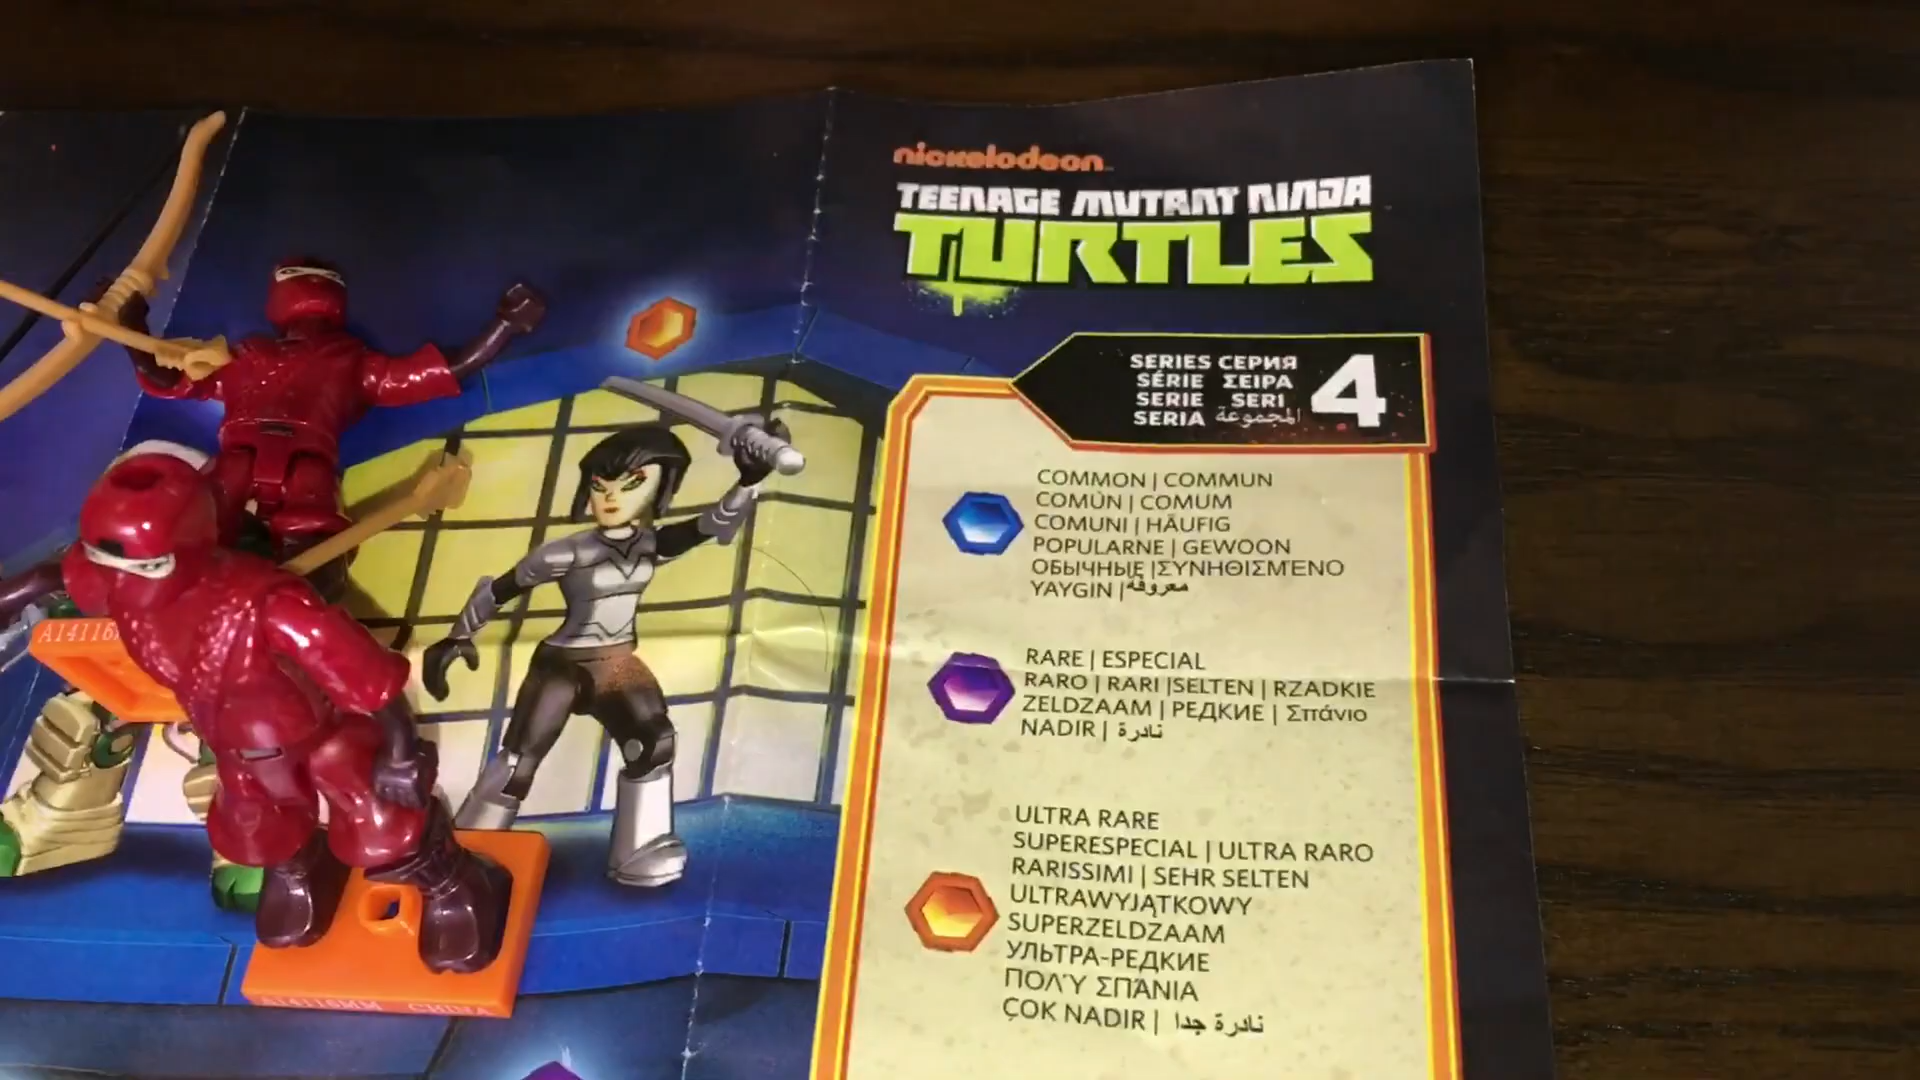 nickelodeon
TEENAGE MUTANT NINJA
TURTLES
SERIES СЕРИЯ
SÉRIE ΣΕΙΡΑ
SERIE SERI
SERIA المجموعة
4
COMMON | COMMUN
COMÚN | COMUM
COMUNI | HÄUFIG
POPULARNE | GEWOON
ОБЫЧНЫЕ |ΣΥΝΗΘΙΣΜΈΝΟ
YAYGIN | معروفة
RARE | ESPECIAL
RARO | RARI |SELTEN | RZADKIE
ZELDZAAM | РЕДКИЕ | Σπάνιο
NADIR | نادرة
ULTRA RARE
SUPERESPECIAL | ULTRA RARO
RARISSIMI | SEHR SELTEN
ULTRAWYJĄTKOWY
SUPERZELDZAAM
УЛЬТРА-РЕДКИЕ
ΠΟΛΎ ΣΠΆΝΙΑ
ÇOK NADIR | نادرة جدا
A14116MM CHINA